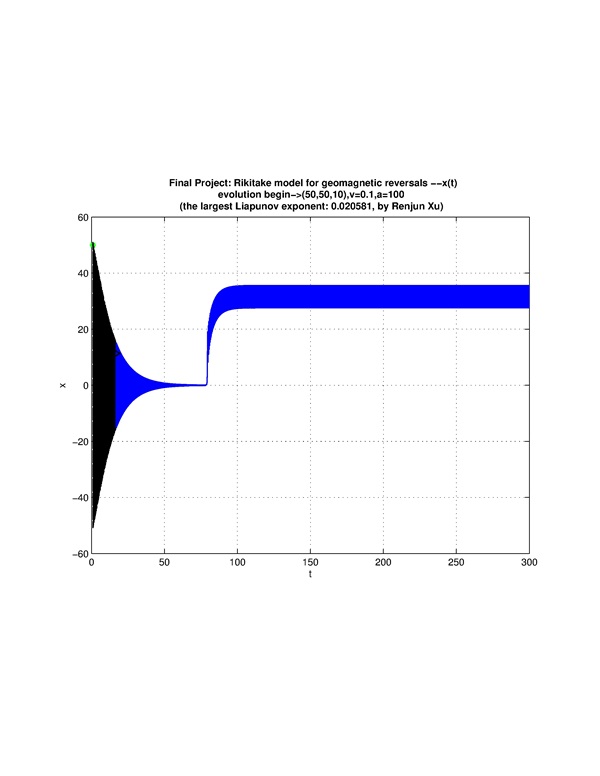 Final Project: Rikitake model for geomagnetic reversals −−x(t)
evolution begin−>(50,50,10),v=0.1,a=100
(the largest Liapunov exponent: 0.020581, by Renjun Xu)
60
40
20
0
−20
−40
−60
x
0 50 100 150 200 250 300
t